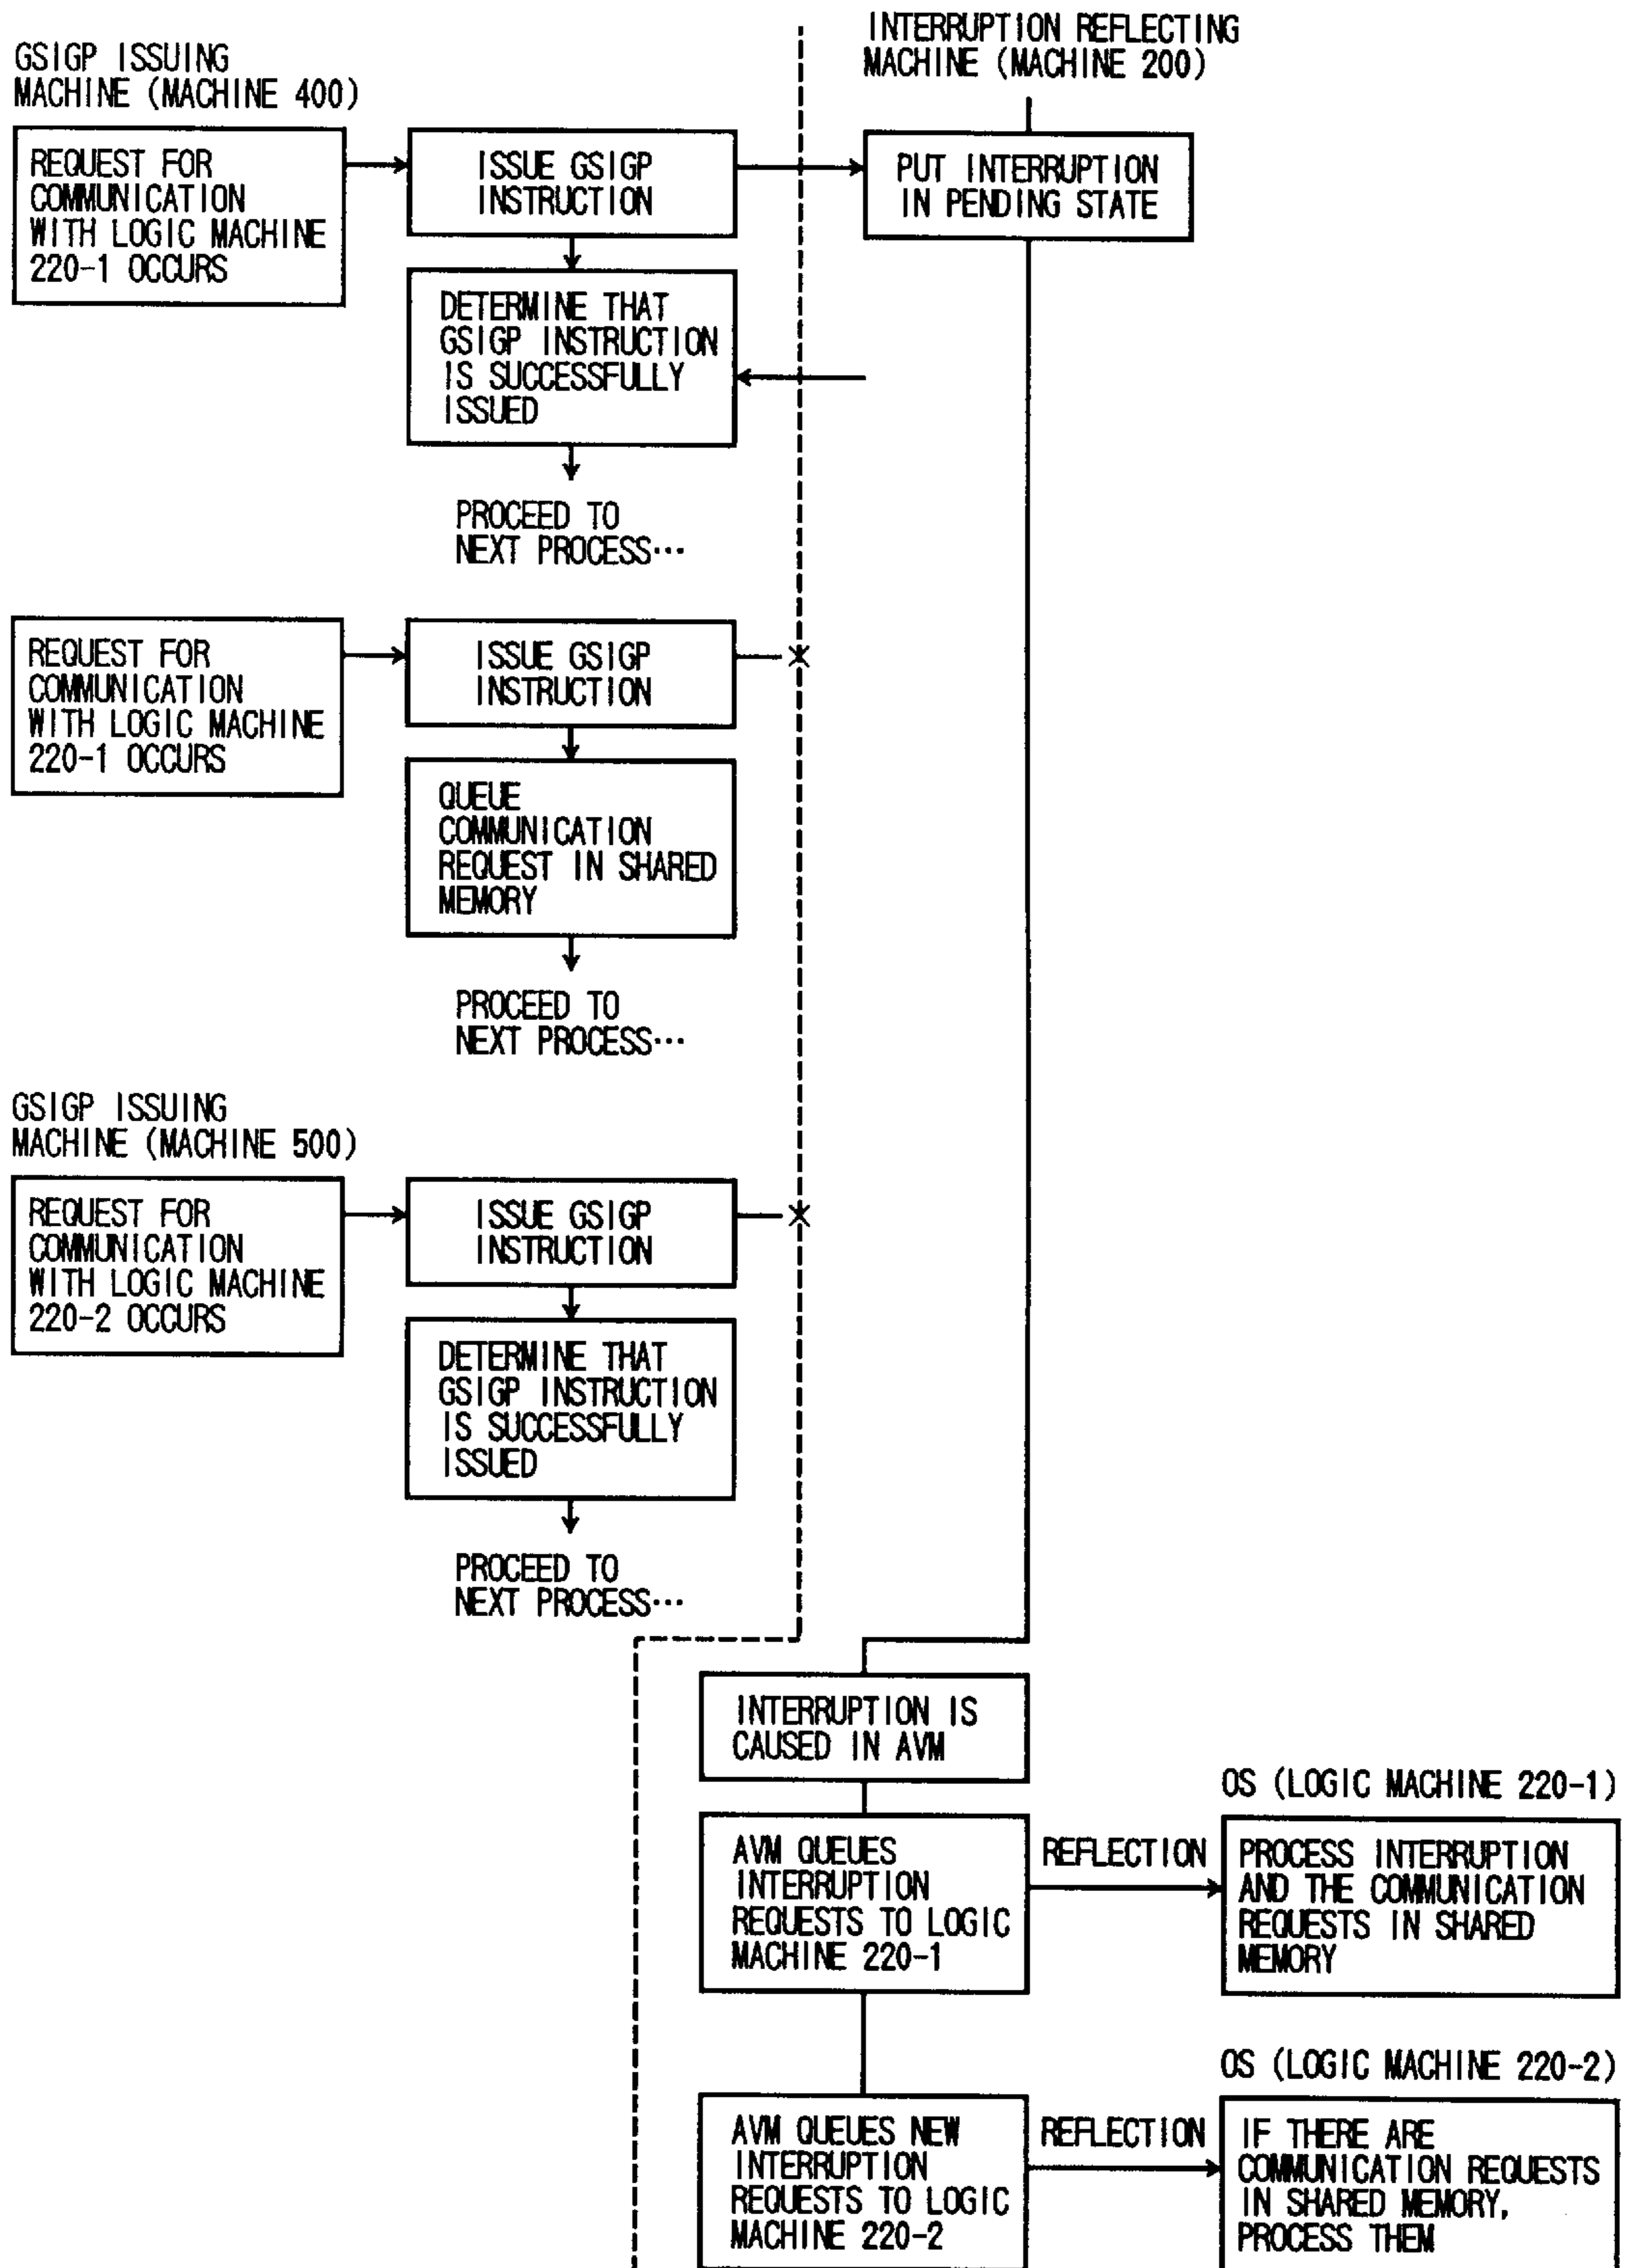 GSIGP ISSUING
MACHINE (MACHINE 400)
INTERRUPTION REFLECTING
MACHINE (MACHINE 200)
REQUEST FOR
COMMUNICATION
WITH LOGIC MACHINE
220-1 OCCURS
ISSUE GSIGP
INSTRUCTION
PUT INTERRUPTION
IN PENDING STATE
DETERMINE THAT
GSIGP INSTRUCTION
IS SUCCESSFULLY
ISSUED
PROCEED TO
NEXT PROCESS···
REQUEST FOR
COMMUNICATION
WITH LOGIC MACHINE
220-1 OCCURS
ISSUE GSIGP
INSTRUCTION
QUEUE
COMMUNICATION
REQUEST IN SHARED
MEMORY
PROCEED TO
NEXT PROCESS···
GSIGP ISSUING
MACHINE (MACHINE 500)
REQUEST FOR
COMMUNICATION
WITH LOGIC MACHINE
220-2 OCCURS
ISSUE GSIGP
INSTRUCTION
DETERMINE THAT
GSIGP INSTRUCTION
IS SUCCESSFULLY
ISSUED
PROCEED TO
NEXT PROCESS···
INTERRUPTION IS
CAUSED IN AVM
AVM QUEUES
INTERRUPTION
REQUESTS TO LOGIC
MACHINE 220-1
REFLECTION
OS (LOGIC MACHINE 220-1)
PROCESS INTERRUPTION
AND THE COMMUNICATION
REQUESTS IN SHARED
MEMORY
AVM QUEUES NEW
INTERRUPTION
REQUESTS TO LOGIC
MACHINE 220-2
REFLECTION
OS (LOGIC MACHINE 220-2)
IF THERE ARE
COMMUNICATION REQUESTS
IN SHARED MEMORY,
PROCESS THEM